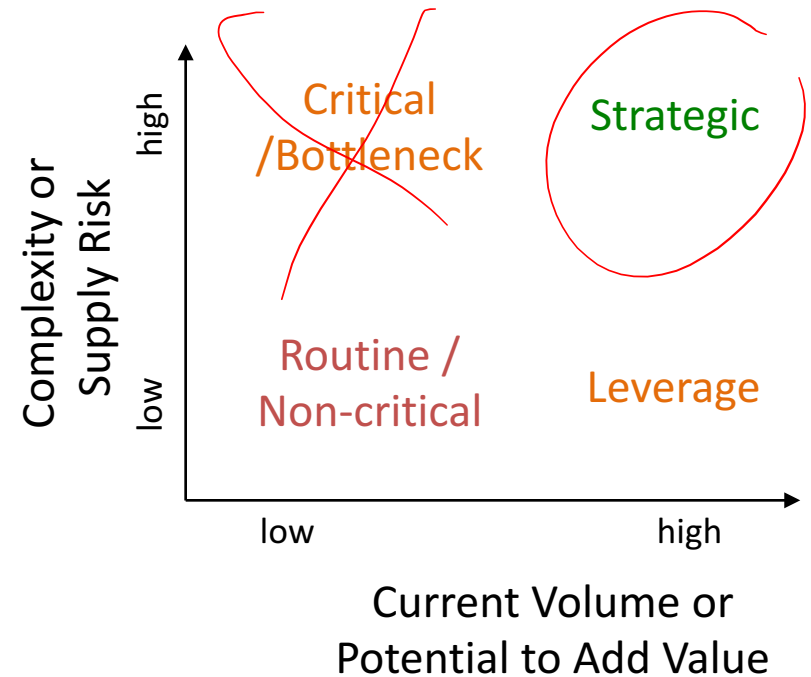 Complexity or
Supply Risk
high
low
Critical
/Bottleneck
Strategic
Routine /
Non-critical
Leverage
low
high
Current Volume or
Potential to Add Value